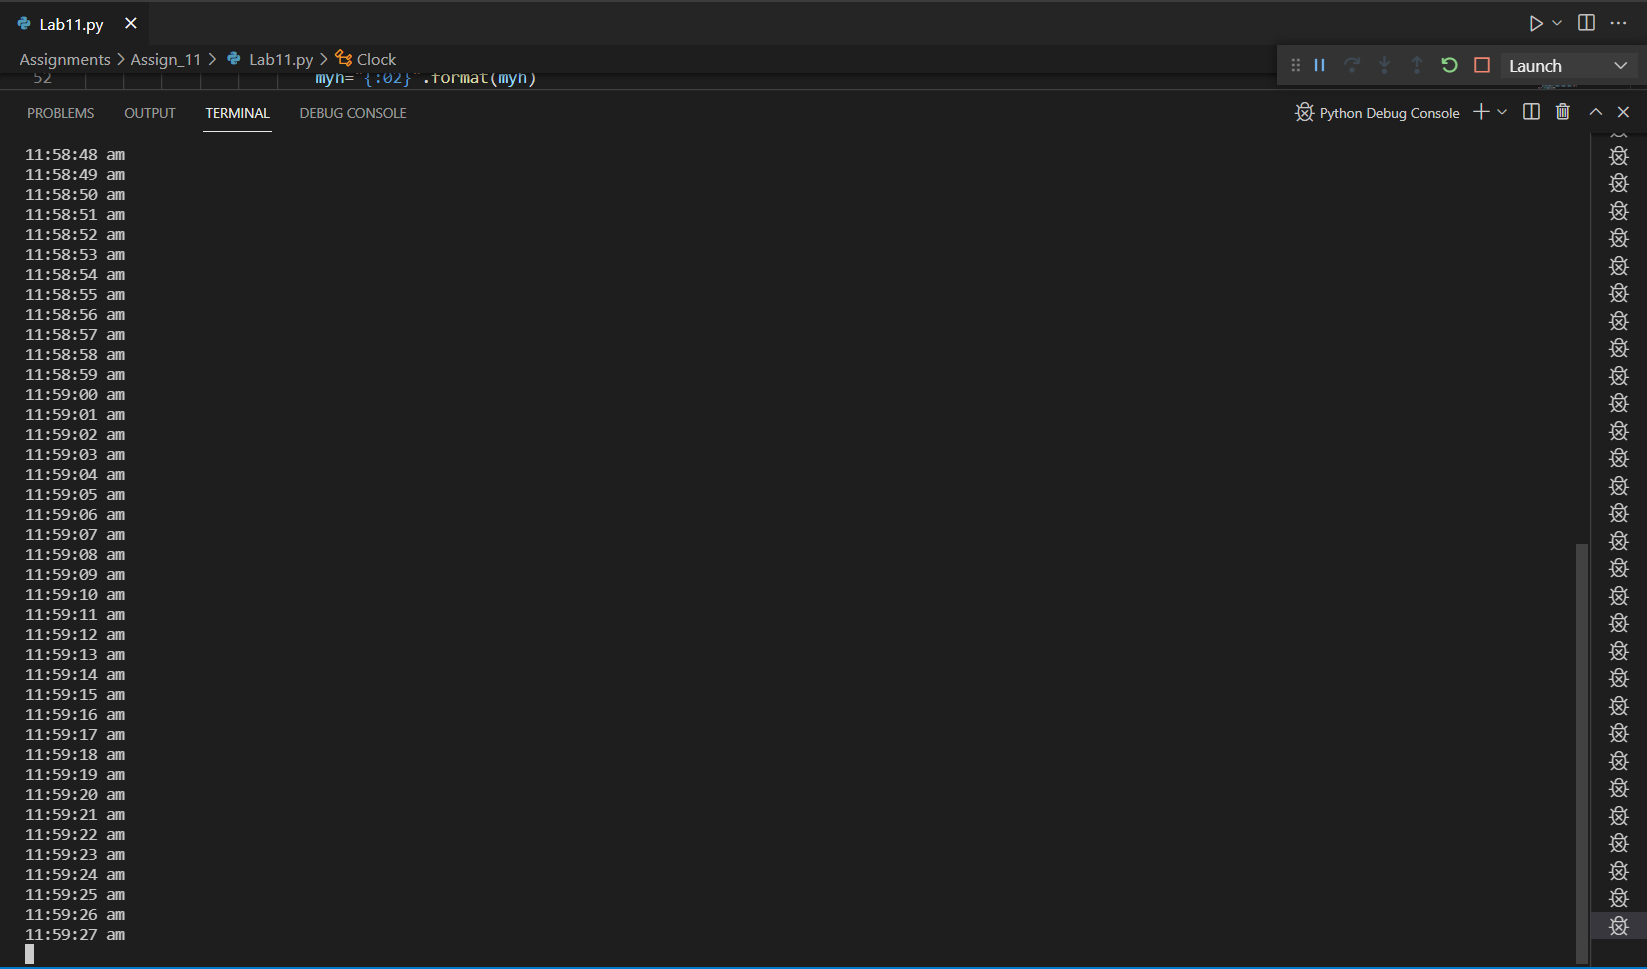 Lab11.py
Assignments > Assign_11 > Lab11.py > Clock
Launch
52 myh="{:02}".format(myh)
PROBLEMS OUTPUT TERMINAL DEBUG CONSOLE Python Debug Console
11:58:48 am
11:58:49 am
11:58:50 am
11:58:51 am
11:58:52 am
11:58:53 am
11:58:54 am
11:58:55 am
11:58:56 am
11:58:57 am
11:58:58 am
11:58:59 am
11:59:00 am
11:59:01 am
11:59:02 am
11:59:03 am
11:59:04 am
11:59:05 am
11:59:06 am
11:59:07 am
11:59:08 am
11:59:09 am
11:59:10 am
11:59:11 am
11:59:12 am
11:59:13 am
11:59:14 am
11:59:15 am
11:59:16 am
11:59:17 am
11:59:18 am
11:59:19 am
11:59:20 am
11:59:21 am
11:59:22 am
11:59:23 am
11:59:24 am
11:59:25 am
11:59:26 am
11:59:27 am